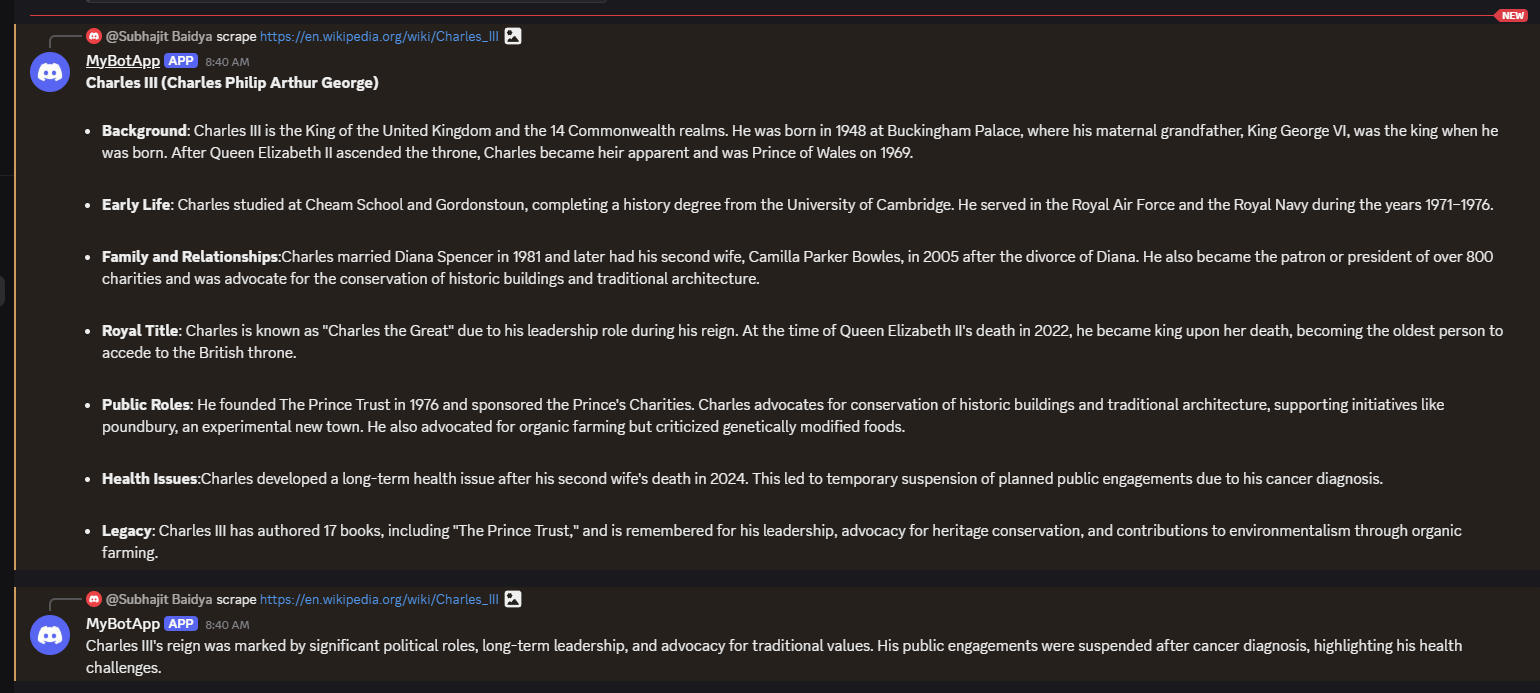 NEW
@Subhajit Baidya scrape https://en.wikipedia.org/wiki/Charles_III
MyBotApp APP 8:40 AM
Charles III (Charles Philip Arthur George)
• Background: Charles III is the King of the United Kingdom and the 14 Commonwealth realms. He was born in 1948 at Buckingham Palace, where his maternal grandfather, King George VI, was the king when he
was born. After Queen Elizabeth II ascended the throne, Charles became heir apparent and was Prince of Wales on 1969.
• Early Life: Charles studied at Cheam School and Gordonstoun, completing a history degree from the University of Cambridge. He served in the Royal Air Force and the Royal Navy during the years 1971–1976.
• Family and Relationships:Charles married Diana Spencer in 1981 and later had his second wife, Camilla Parker Bowles, in 2005 after the divorce of Diana. He also became the patron or president of over 800
charities and was advocate for the conservation of historic buildings and traditional architecture.
• Royal Title: Charles is known as "Charles the Great" due to his leadership role during his reign. At the time of Queen Elizabeth II's death in 2022, he became king upon her death, becoming the oldest person to
accede to the British throne.
• Public Roles: He founded The Prince Trust in 1976 and sponsored the Prince's Charities. Charles advocates for conservation of historic buildings and traditional architecture, supporting initiatives like
poundbury, an experimental new town. He also advocated for organic farming but criticized genetically modified foods.
• Health Issues:Charles developed a long-term health issue after his second wife's death in 2024. This led to temporary suspension of planned public engagements due to his cancer diagnosis.
• Legacy: Charles III has authored 17 books, including "The Prince Trust," and is remembered for his leadership, advocacy for heritage conservation, and contributions to environmentalism through organic
farming.
@Subhajit Baidya scrape https://en.wikipedia.org/wiki/Charles_III
MyBotApp APP 8:40 AM
Charles III's reign was marked by significant political roles, long-term leadership, and advocacy for traditional values. His public engagements were suspended after cancer diagnosis, highlighting his health
challenges.